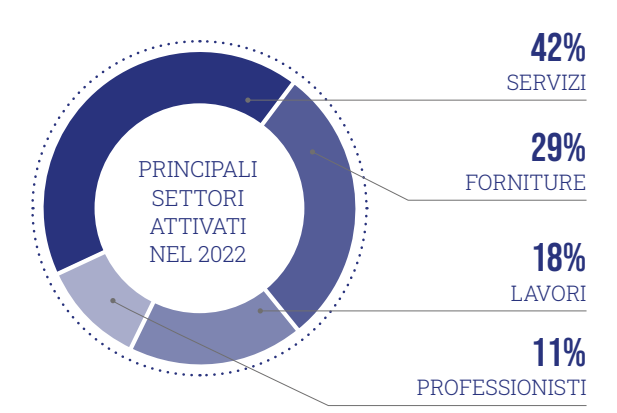 PRINCIPALI
SETTORI
ATTIVATI
NEL 2022
42%
SERVIZI
29%
FORNITURE
18%
LAVORI
11%
PROFESSIONISTI